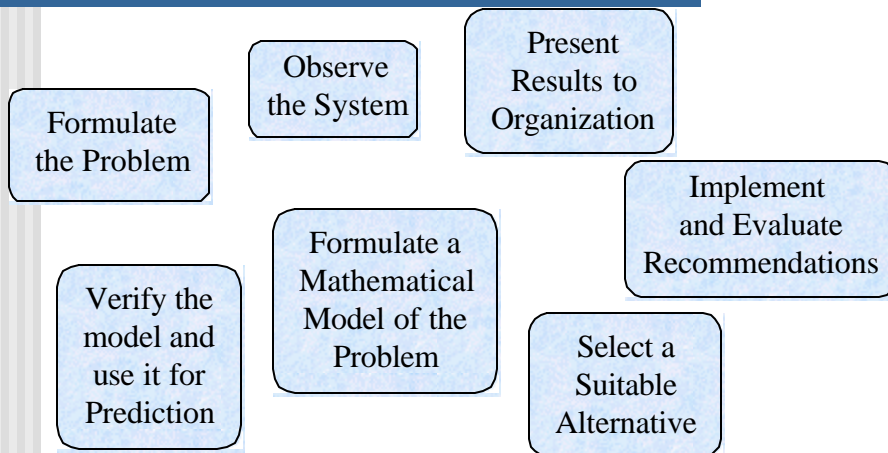 Formulate
the Problem
Observe
the System
Present
Results to
Organization
Implement
and Evaluate
Recommendations
Verify the
model and
use it for
Prediction
Formulate a
Mathematical
Model of the
Problem
Select a
Suitable
Alternative